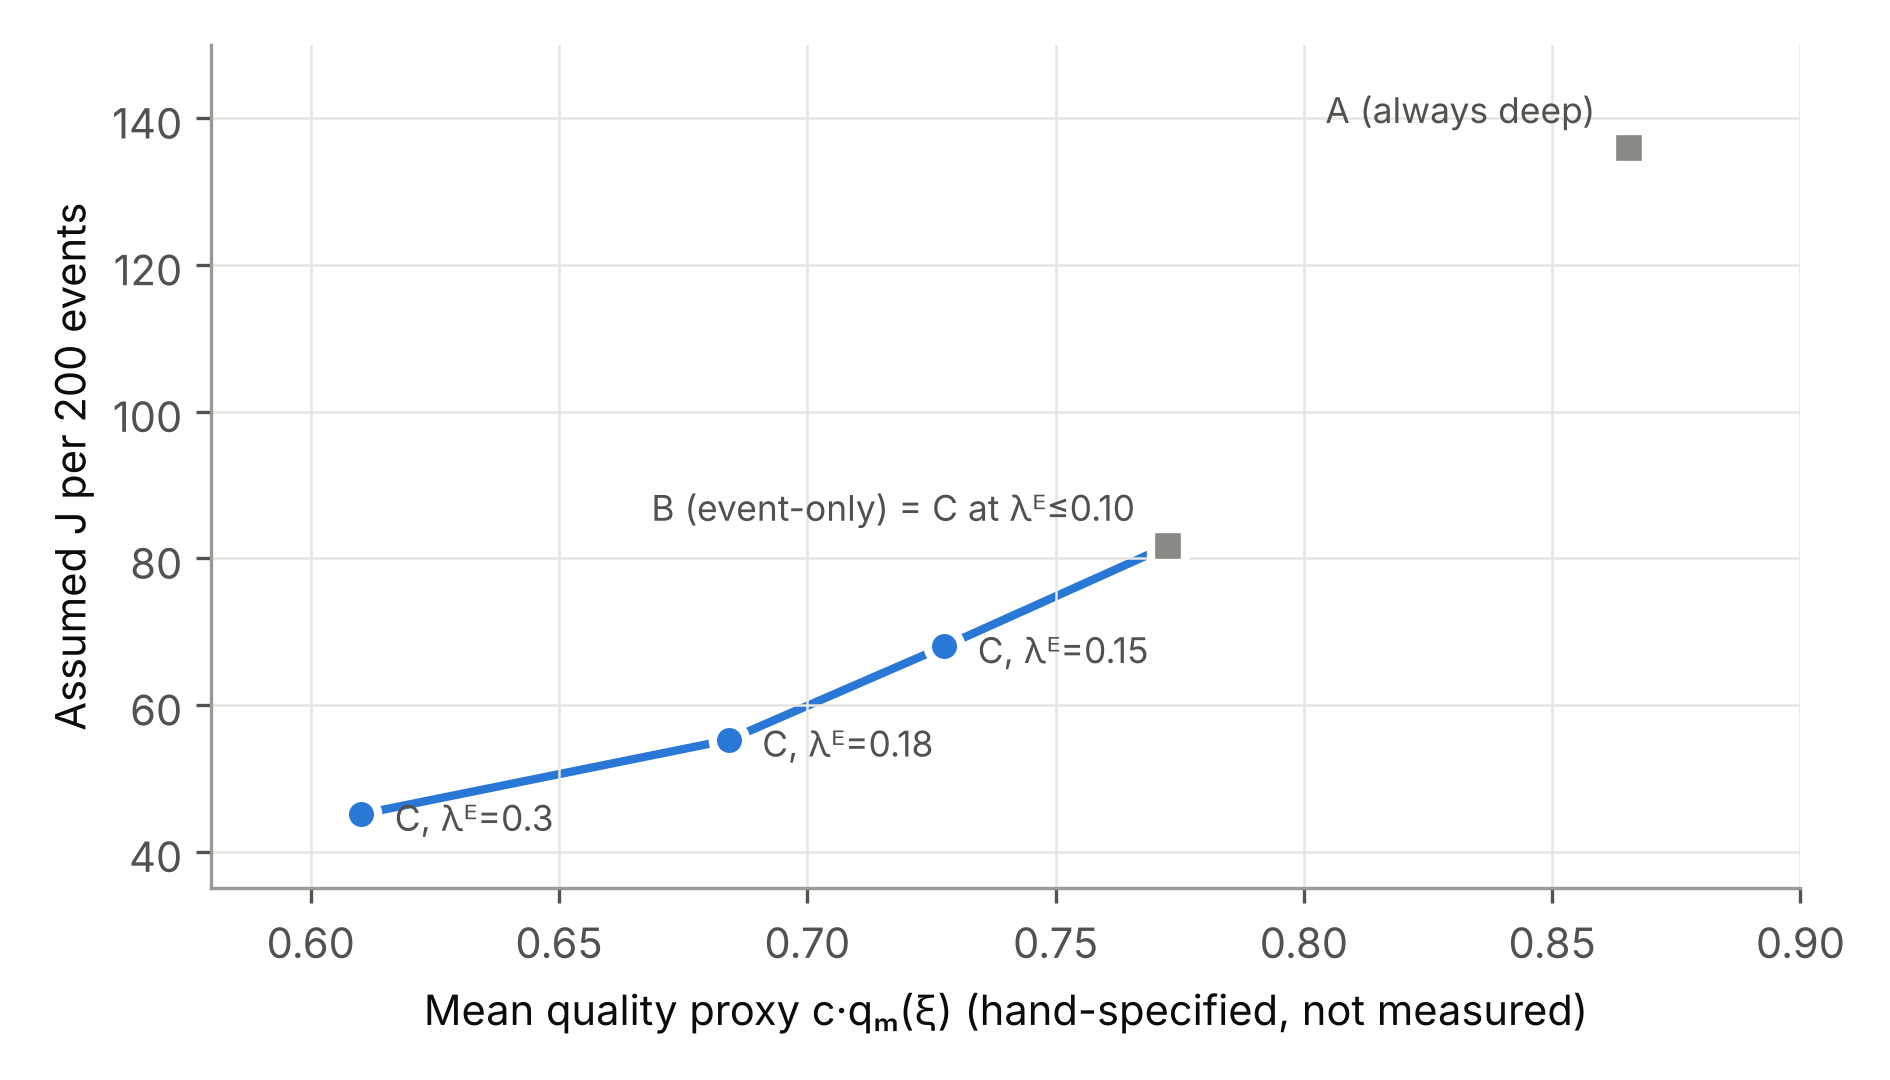 140
120
100
80
60
40
Assumed J per 200 events
A (always deep)
B (event-only) = C at λᴱ≤0.10
C, λᴱ=0.15
C, λᴱ=0.18
C, λᴱ=0.3
0.60 0.65 0.70 0.75 0.80 0.85 0.90
Mean quality proxy c·qₘ(ξ) (hand-specified, not measured)